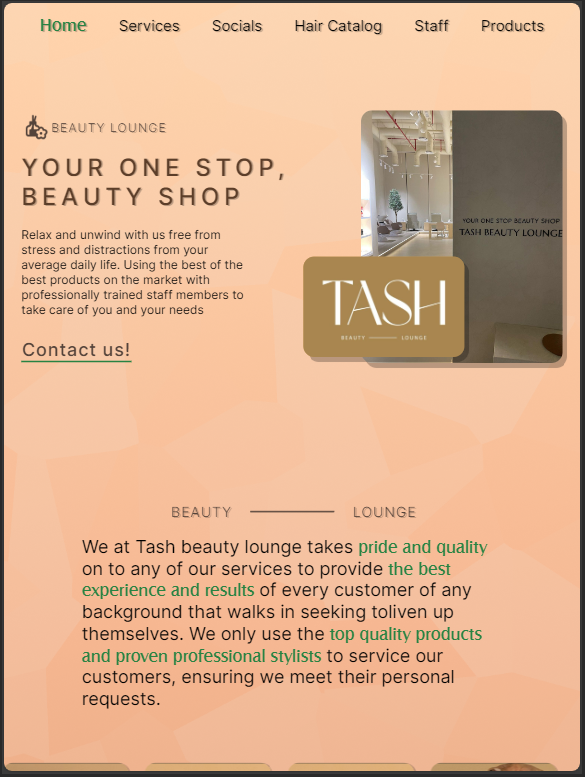 Home Services Socials Hair Catalog Staff Products
BEAUTY LOUNGE
YOUR ONE STOP,
BEAUTY SHOP
Relax and unwind with us free from
stress and distractions from your
average daily life. Using the best of the
best products on the market with
professionally trained staff members to
take care of you and your needs
Contact us!
YOUR ONE STOP BEAUTY SHOP
TASH BEAUTY LOUNGE
TASH
BEAUTY LOUNGE
BEAUTY LOUNGE
We at Tash beauty lounge takes pride and quality
on to any of our services to provide the best
experience and results of every customer of any
background that walks in seeking toliven up
themselves. We only use the top quality products
and proven professional stylists to service our
customers, ensuring we meet their personal
requests.